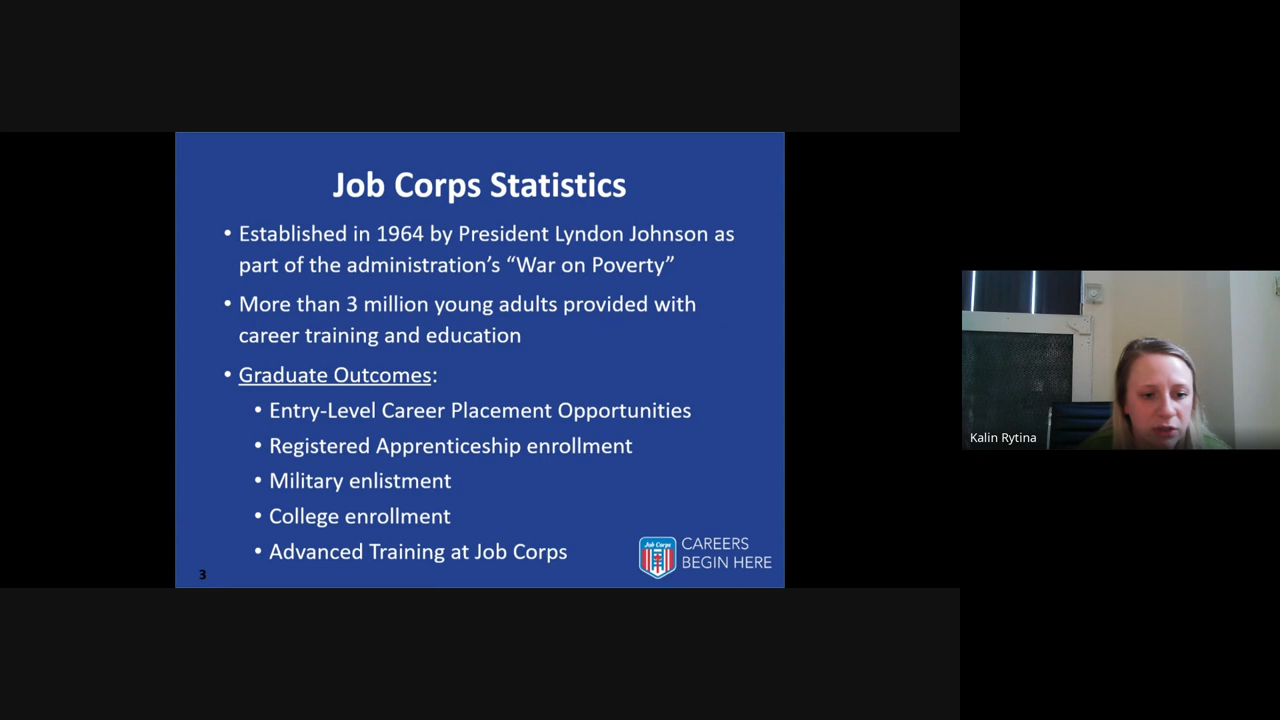 Job Corps Statistics
• Established in 1964 by President Lyndon Johnson as
part of the administration’s “War on Poverty”
• More than 3 million young adults provided with
career training and education
• Graduate Outcomes:
• Entry-Level Career Placement Opportunities
• Registered Apprenticeship enrollment
• Military enlistment
• College enrollment
• Advanced Training at Job Corps
Job Corps
CAREERS
BEGIN HERE
3
Kalin Rytina